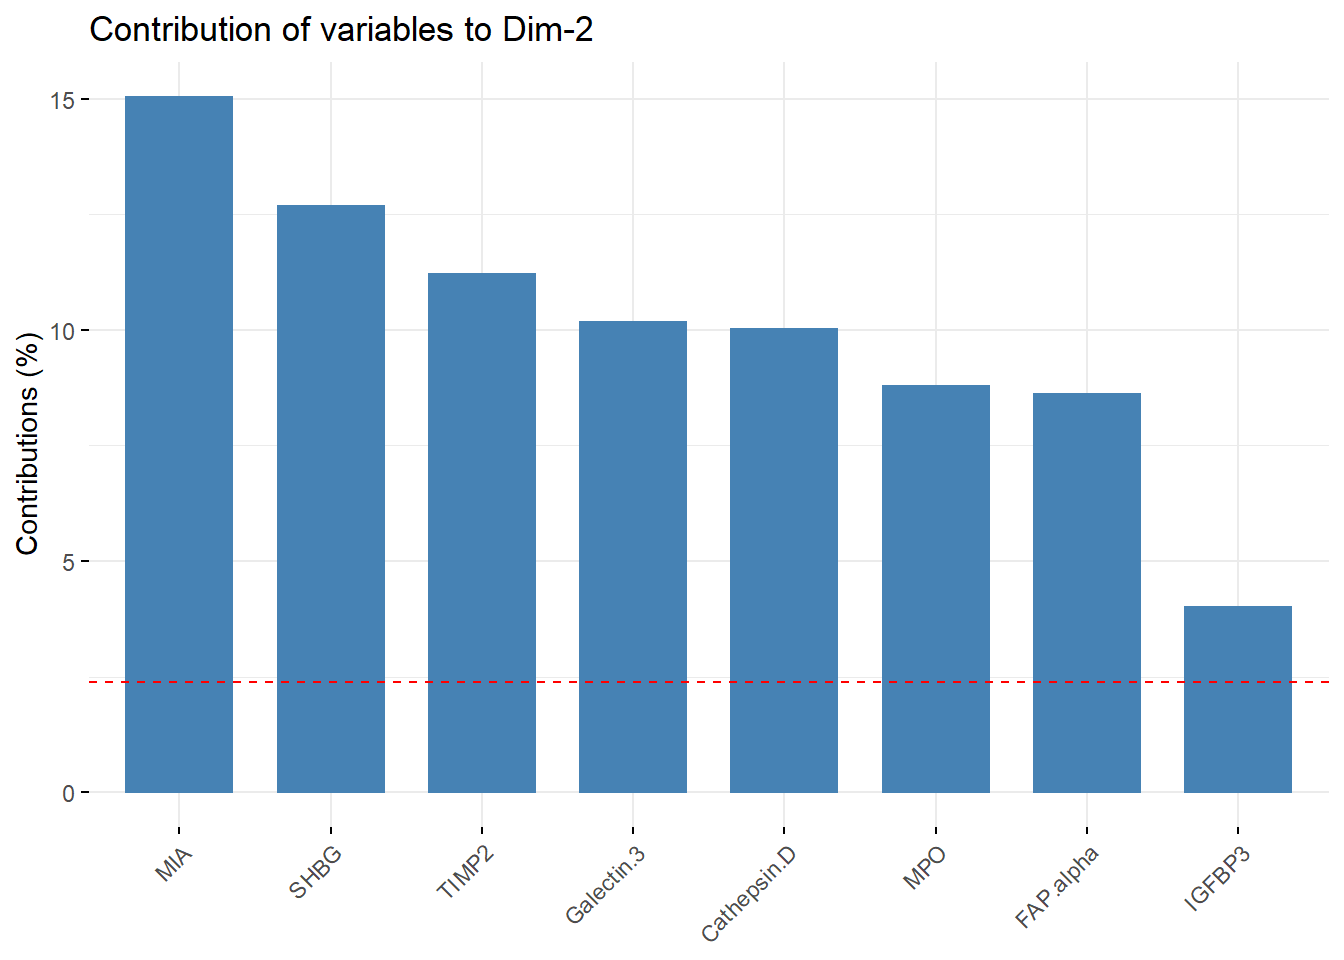 Contribution of variables to Dim-2
Contributions (%)
15
10
5
0
MIA
SHBG
TIMP2
Galectin.3
Cathepsin.D
MPO
FAP.alpha
IGFBP3